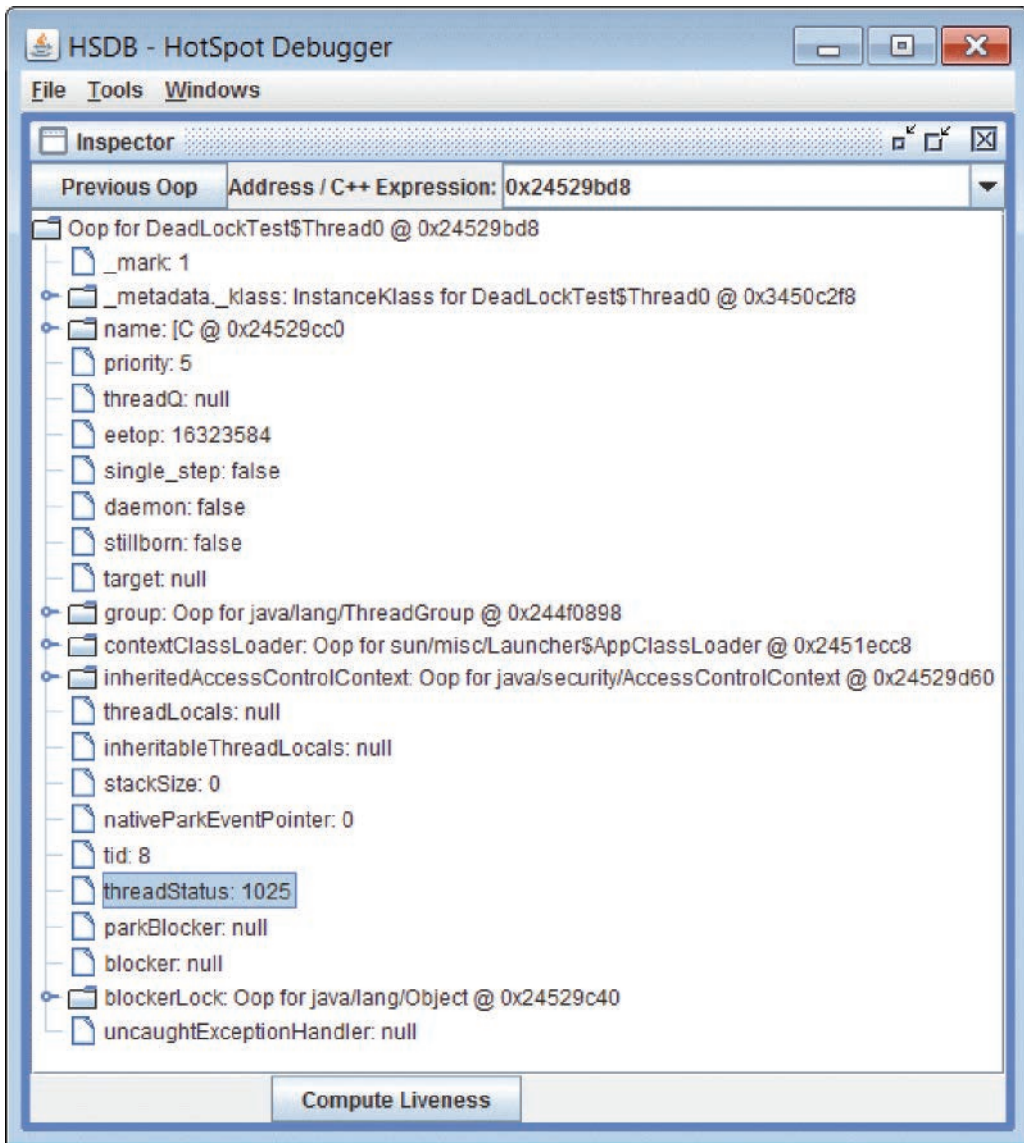 HSDB - HotSpot Debugger
File Tools Windows
Inspector
Previous Oop Address / C++ Expression: 0x24529bd8
Oop for DeadLockTest$Thread0 @ 0x24529bd8
_mark: 1
_metadata._klass: InstanceKlass for DeadLockTest$Thread0 @ 0x3450c2f8
name: [C @ 0x24529cc0
priority: 5
threadQ: null
eetop: 16323584
single_step: false
daemon: false
stillborn: false
target: null
group: Oop for java/lang/ThreadGroup @ 0x244f0898
contextClassLoader: Oop for sun/misc/Launcher$AppClassLoader @ 0x2451ecc8
inheritedAccessControlContext: Oop for java/security/AccessControlContext @ 0x24529d60
threadLocals: null
inheritableThreadLocals: null
stackSize: 0
nativeParkEventPointer: 0
tid: 8
threadStatus: 1025
parkBlocker: null
blocker: null
blockerLock: Oop for java/lang/Object @ 0x24529c40
uncaughtExceptionHandler: null
Compute Liveness